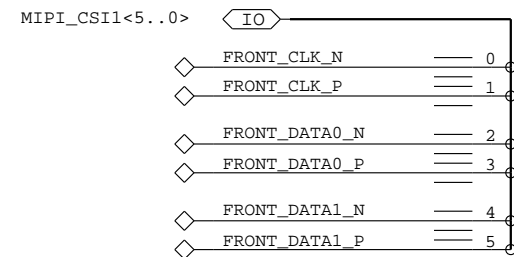 MIPI_CSI1<5..0> IO
FRONT_CLK_N 0
FRONT_CLK_P 1
FRONT_DATA0_N 2
FRONT_DATA0_P 3
FRONT_DATA1_N 4
FRONT_DATA1_P 5